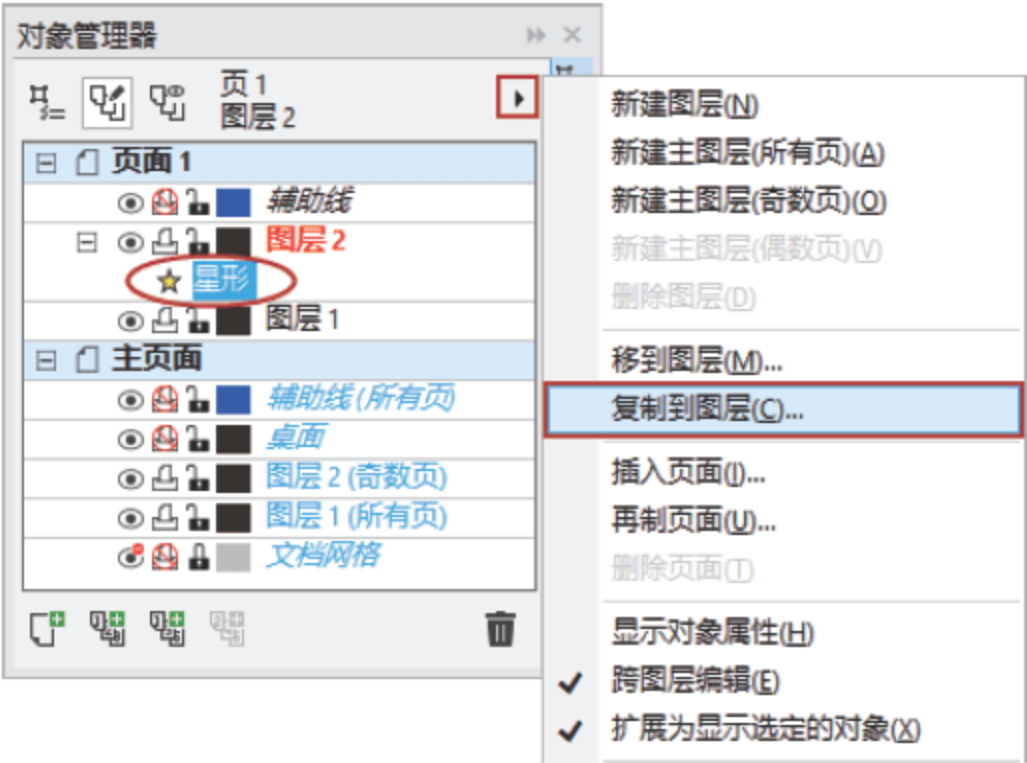 对象管理器
页 1
图层 2
页面 1
辅助线
图层 2
星形
图层 1
主页面
辅助线 (所有页)
桌面
图层 2 (奇数页)
图层 1 (所有页)
文档网格
新建图层(N)
新建主图层(所有页)(A)
新建主图层(奇数页)(O)
新建主图层(偶数页)(V)
删除图层(D)
移到图层(M)...
复制到图层(C)...
插入页面(I)...
再制页面(U)...
删除页面(T)
显示对象属性(H)
跨图层编辑(E)
扩展为显示选定的对象(X)